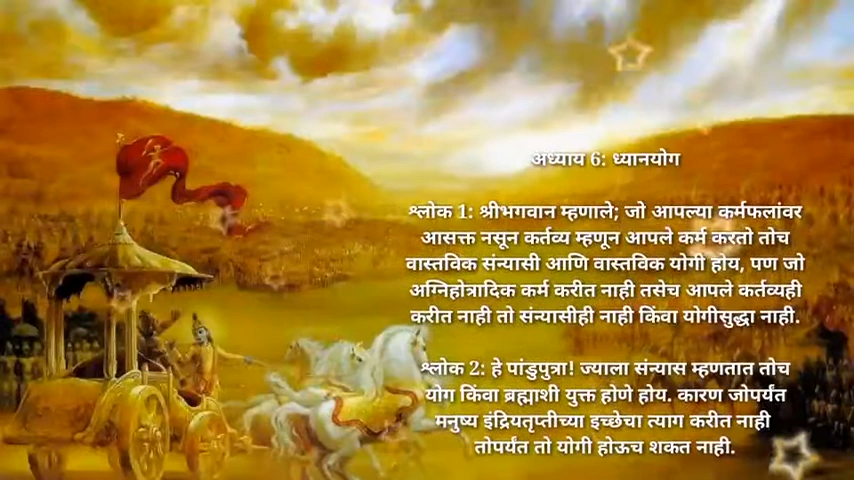 अध्याय 6: ध्यानयोग
श्लोक 1: श्रीभगवान म्हणाले; जो आपल्या कर्मफलांवर
आसक्त नसून कर्तव्य म्हणून आपले कर्म करतो तोच
वास्तविक संन्यासी आणि वास्तविक योगी होय, पण जो
अग्निहोत्रादिक कर्म करीत नाही तसेच आपले कर्तव्यही
करीत नाही तो संन्यासीही नाही किंवा योगीसुद्धा नाही.
श्लोक 2: हे पांडुपुत्रा! ज्याला संन्यास म्हणतात तोच
योग किंवा ब्रह्माशी युक्त होणे होय. कारण जोपर्यंत
मनुष्य इंद्रियतृप्तीच्या इच्छेचा त्याग करीत नाही
तोपर्यंत तो योगी होऊच शकत नाही.